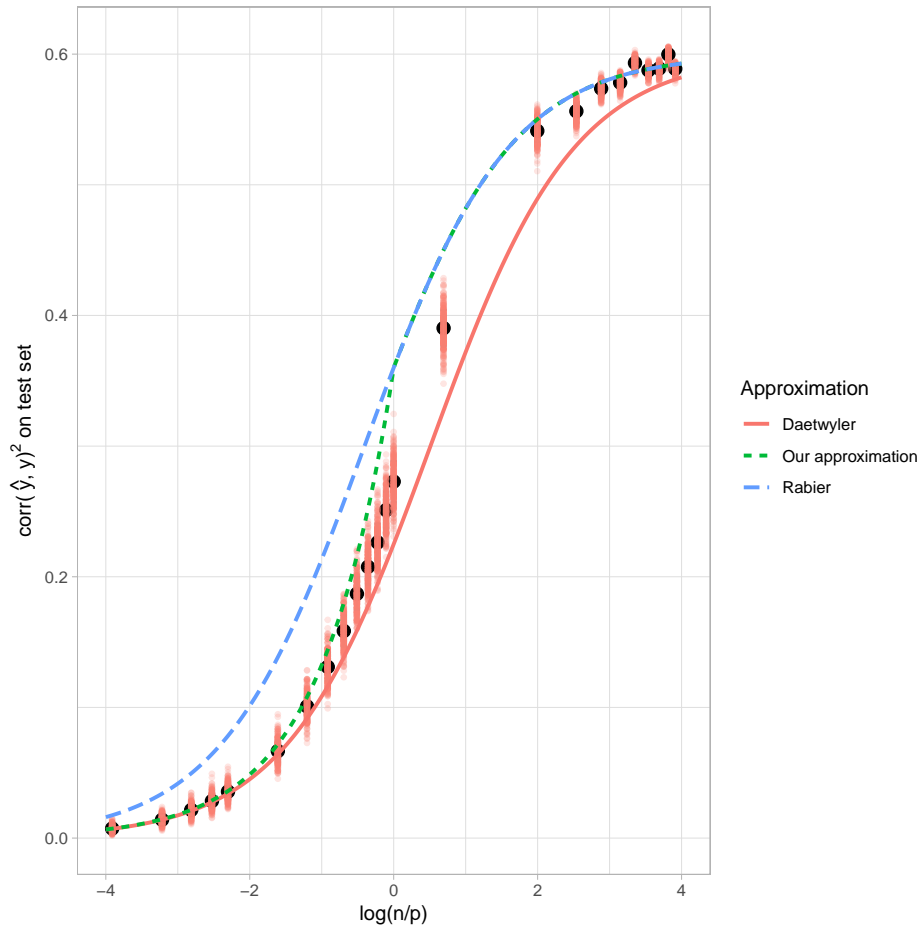 0.6
0.4
0.2
0.0
−4
−2
0
2
4
log(n/p)
corr(ŷ, y)² on test set
Approximation
Daetwyler
Our approximation
Rabier